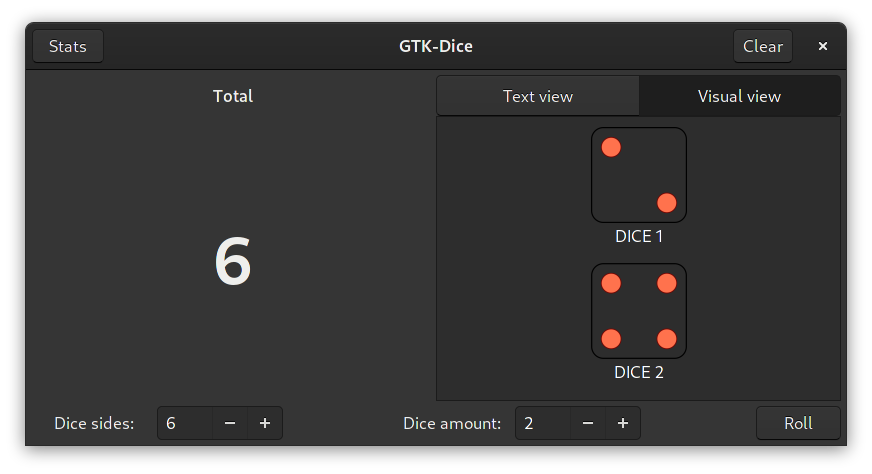 Stats
GTK-Dice
Clear
×
Total
Text view
Visual view
6
DICE 1
DICE 2
Dice sides:
6
−
+
Dice amount:
2
−
+
Roll